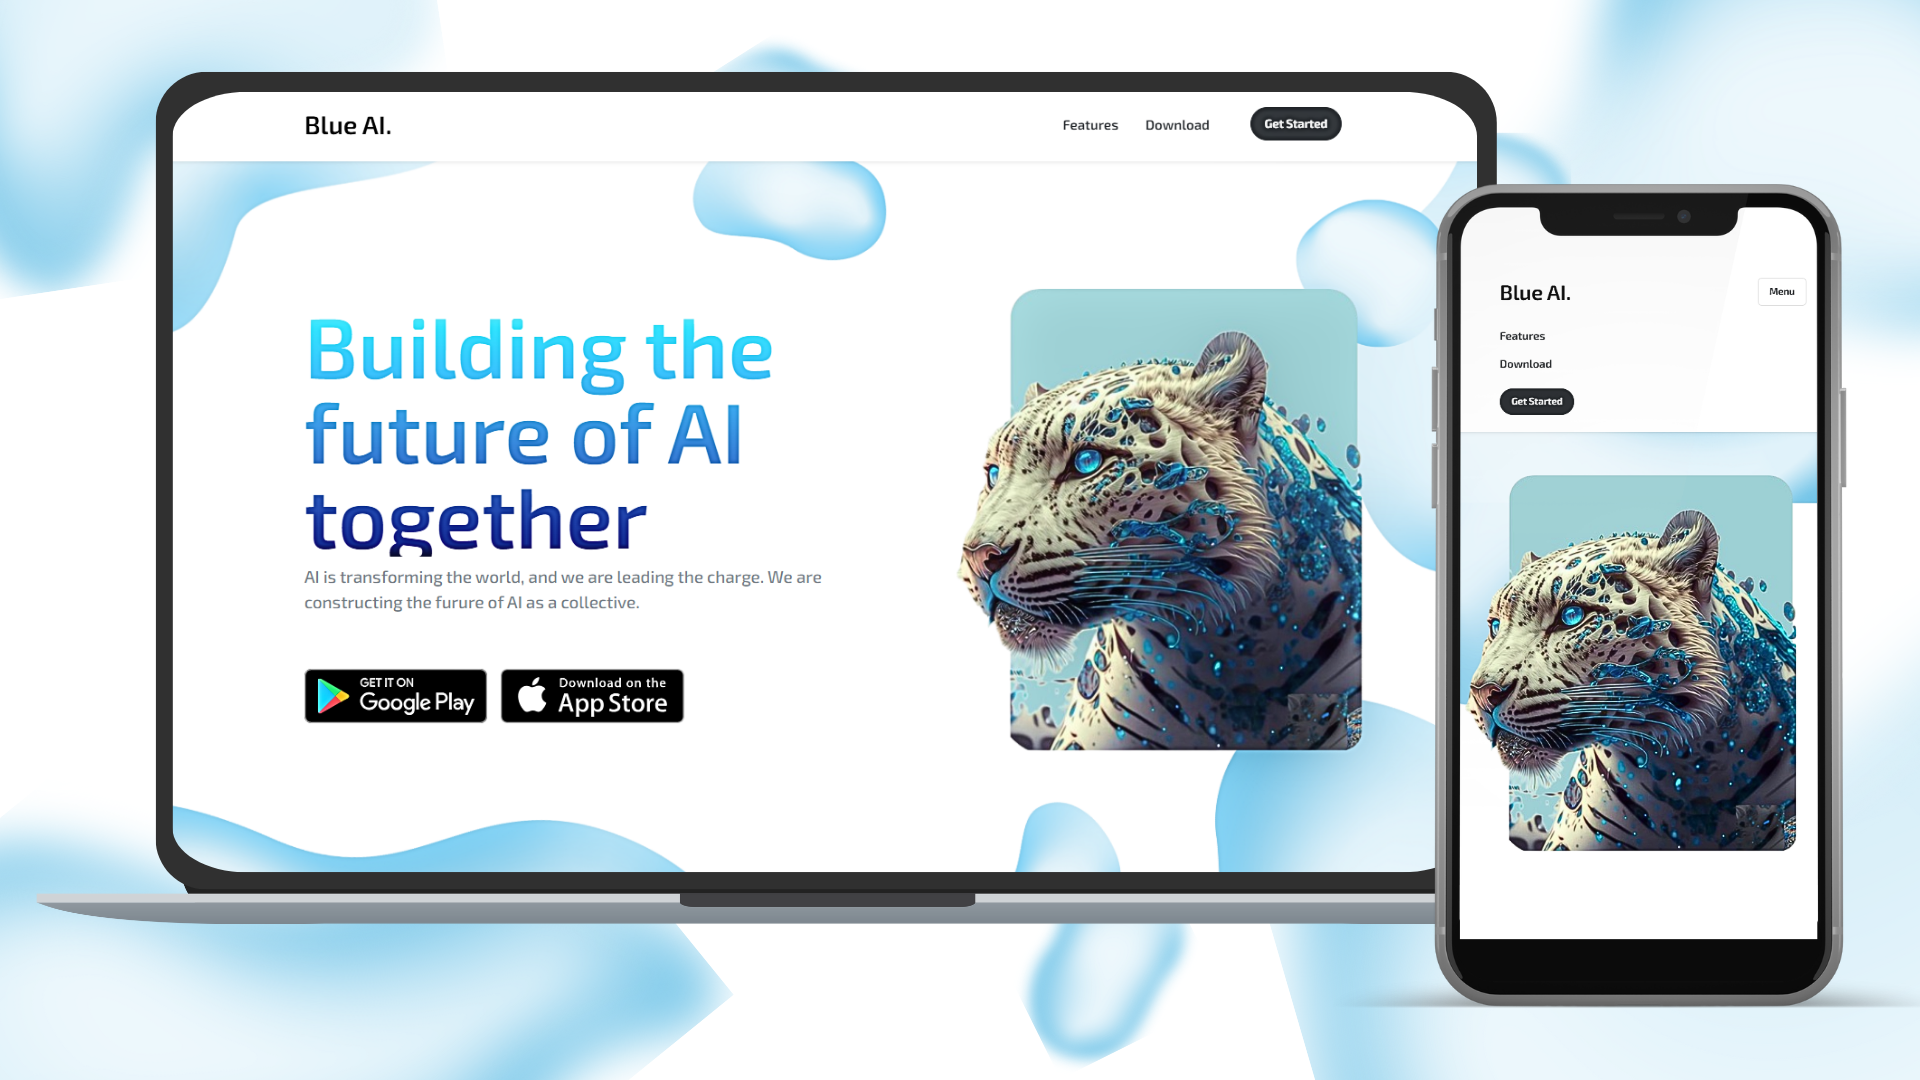 Blue AI.
Features
Download
Get Started
Building the
future of AI
together
AI is transforming the world, and we are leading the charge. We are
constructing the furure of AI as a collective.
GET IT ON
Google Play
Download on the
App Store
Blue AI.
Menu
Features
Download
Get Started